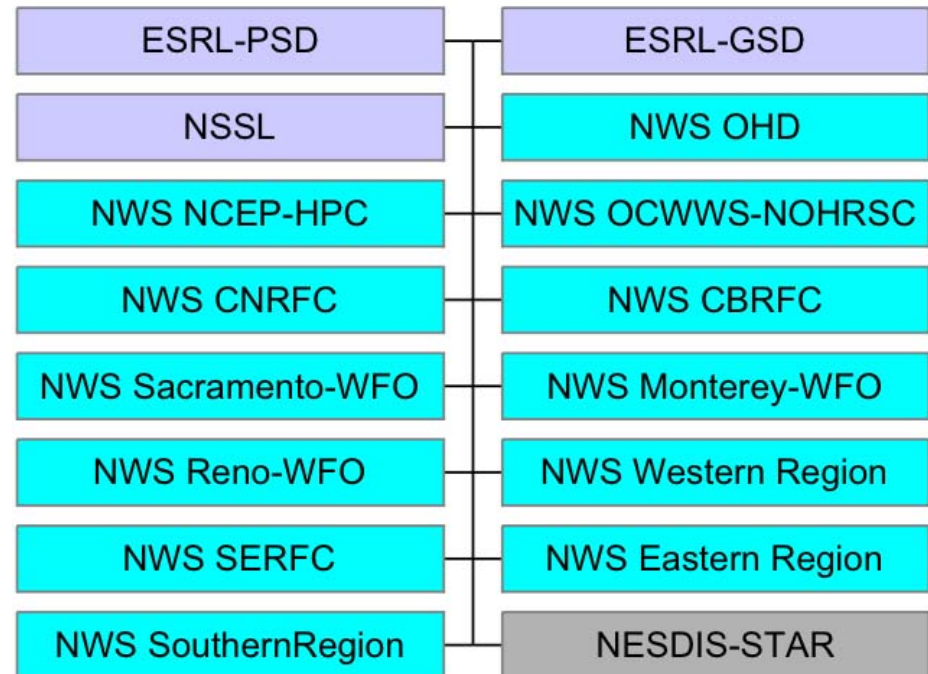 ESRL-PSD
ESRL-GSD
NSSL
NWS OHD
NWS NCEP-HPC
NWS OCWWS-NOHRSC
NWS CNRFC
NWS CBRFC
NWS Sacramento-WFO
NWS Monterey-WFO
NWS Reno-WFO
NWS Western Region
NWS SERFC
NWS Eastern Region
NWS SouthernRegion
NESDIS-STAR